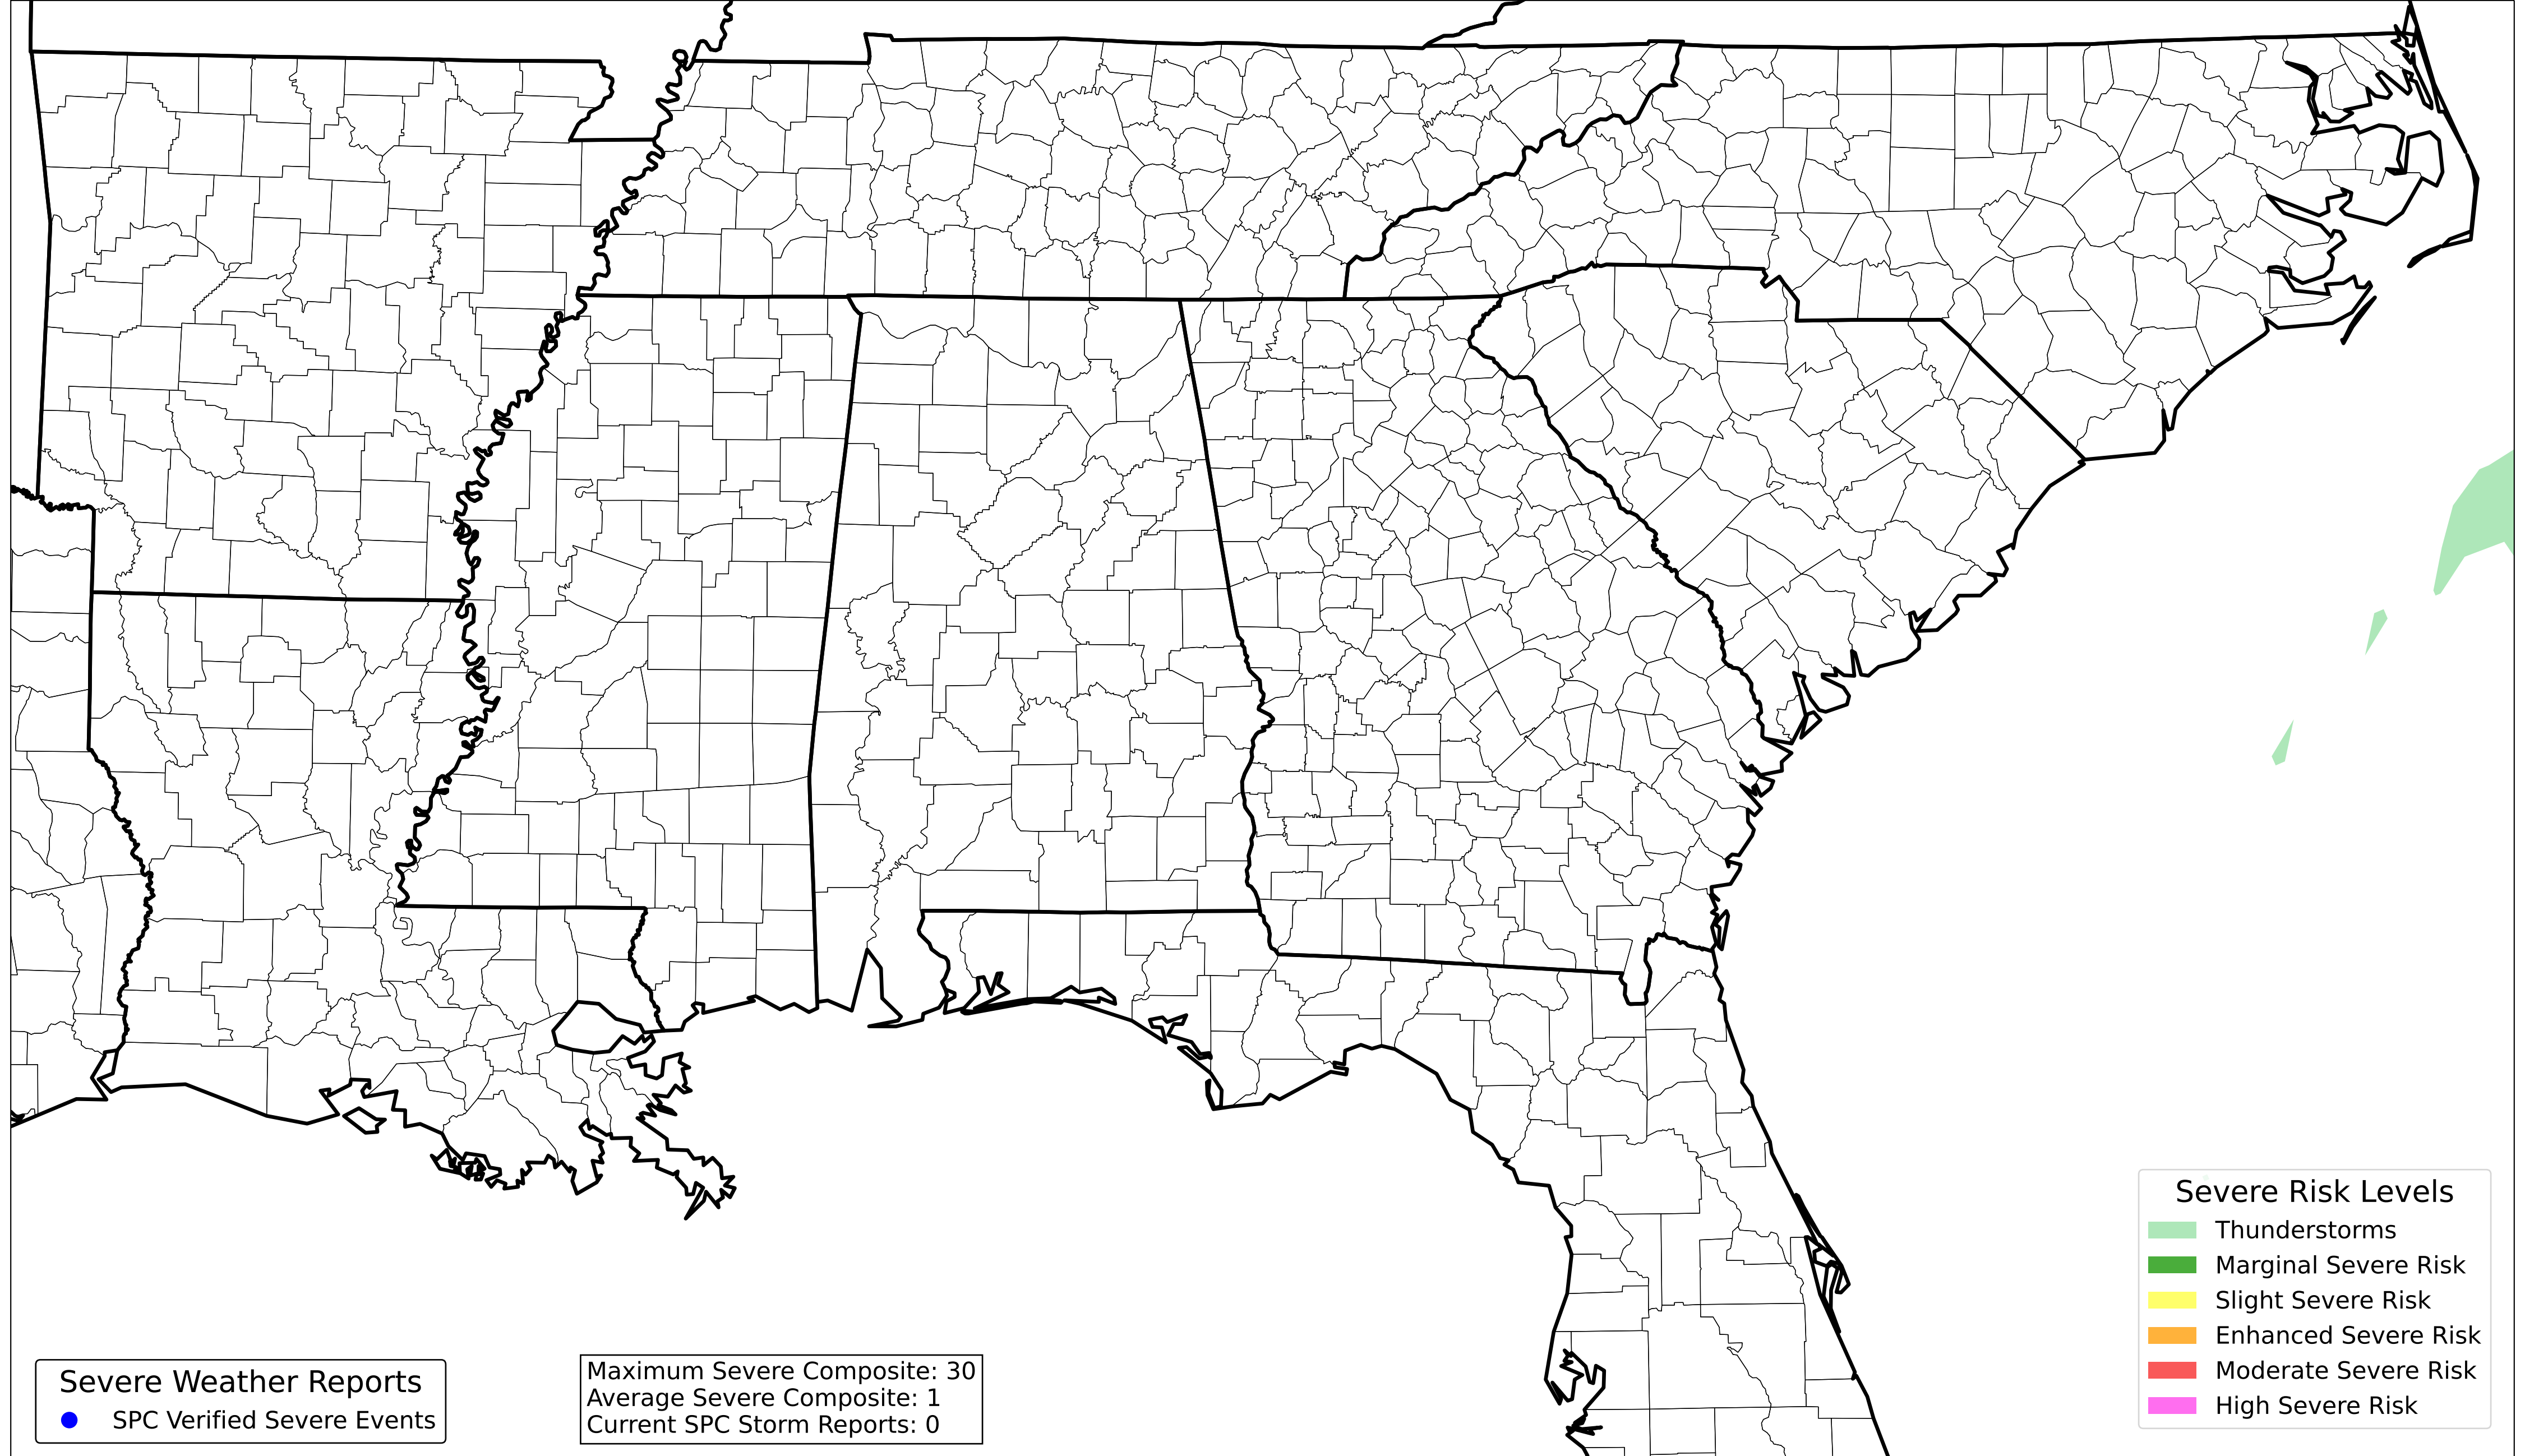 Severe Risk Levels
Thunderstorms
Marginal Severe Risk
Slight Severe Risk
Enhanced Severe Risk
Moderate Severe Risk
High Severe Risk
Severe Weather Reports
SPC Verified Severe Events
Maximum Severe Composite: 30
Average Severe Composite: 1
Current SPC Storm Reports: 0